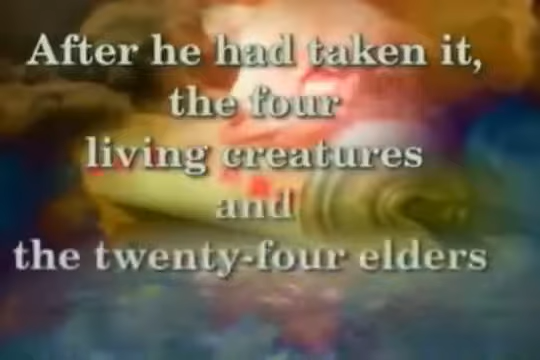 After he had taken it,
the four
living creatures
and
the twenty-four elders